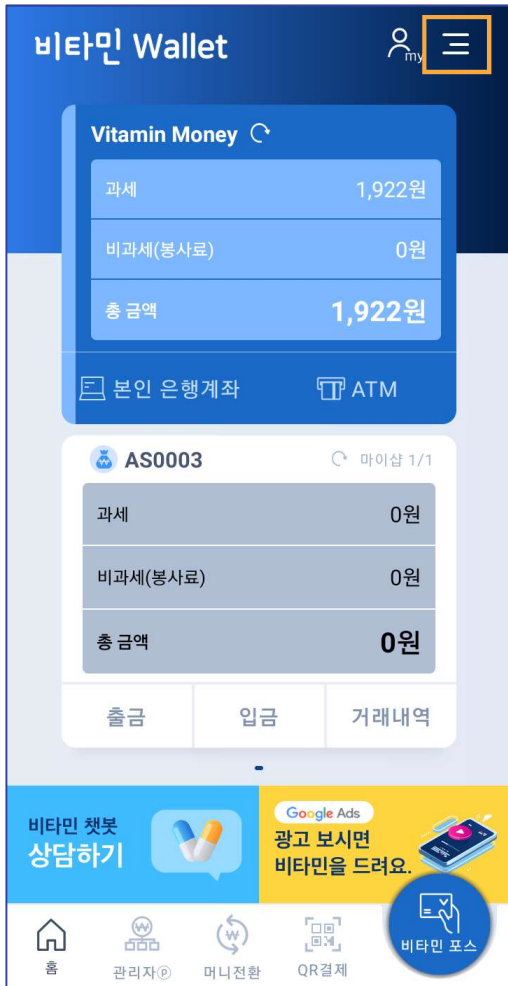 비타민 Wallet
my
Vitamin Money
과세 1,922원
비과세(봉사료) 0원
총 금액 1,922원
본인 은행계좌 ATM
AS0003 마이샵 1/1
과세 0원
비과세(봉사료) 0원
총 금액 0원
출금 입금 거래내역
비타민 챗봇
상담하기
Google Ads
광고 보시면
비타민을 드려요.
홈 관리자ⓟ 머니전환 QR결제 비타민 포스